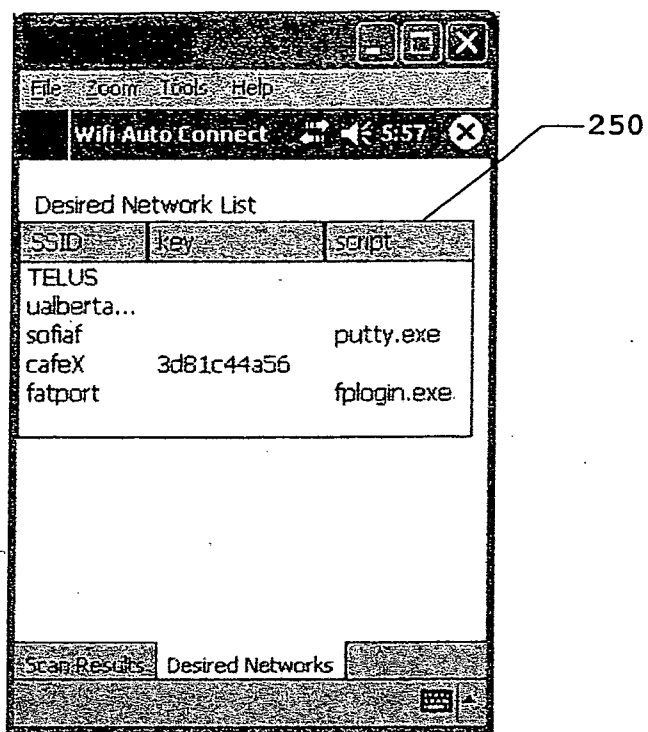 File Zoom Tools Help
Wifi Auto Connect 5:57
250
Desired Network List
SSID key script
TELUS
ualberta...
sofiaf putty.exe
cafeX 3d81c44a56
fatport fplogin.exe
Scan Results Desired Networks